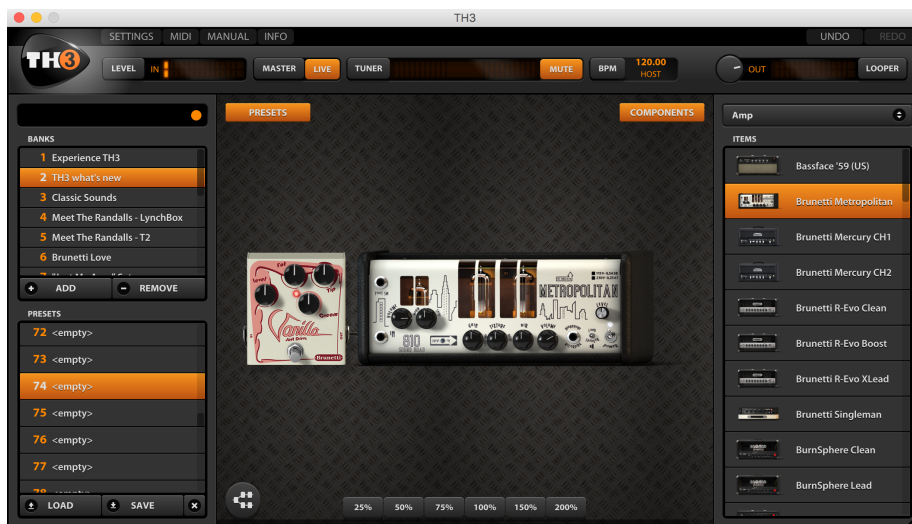 TH3
SETTINGS MIDI MANUAL INFO
UNDO REDO
TH3
LEVEL IN
MASTER LIVE
TUNER
MUTE
BPM 120.00 HOST
OUT
LOOPER
PRESETS
COMPONENTS
Amp
BANKS
1 Experience TH3
2 TH3 what's new
3 Classic Sounds
4 Meet The Randalls - LynchBox
5 Meet The Randalls - T2
6 Brunetti Love
ADD REMOVE
PRESETS
72 <empty>
73 <empty>
74 <empty>
75 <empty>
76 <empty>
77 <empty>
LOAD SAVE x
Level Fat Tip
Groove
Vanilla
Brunetti
METROPOLITAN
810
25% 50% 75% 100% 150% 200%
ITEMS
Bassface '59 (US)
Brunetti Metropolitan
Brunetti Mercury CH1
Brunetti Mercury CH2
Brunetti R-Evo Clean
Brunetti R-Evo Boost
Brunetti R-Evo XLead
Brunetti Singleman
BurnSphere Clean
BurnSphere Lead